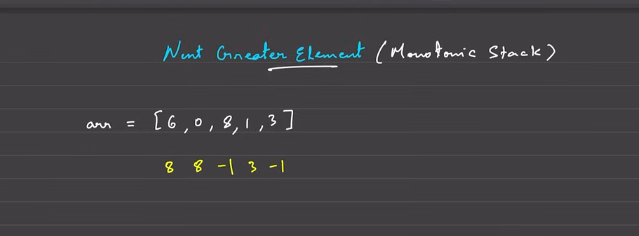 Next Greater Element (Monotonic Stack)
arr = [6, 0, 8, 1, 3]
8 8 -1 3 -1